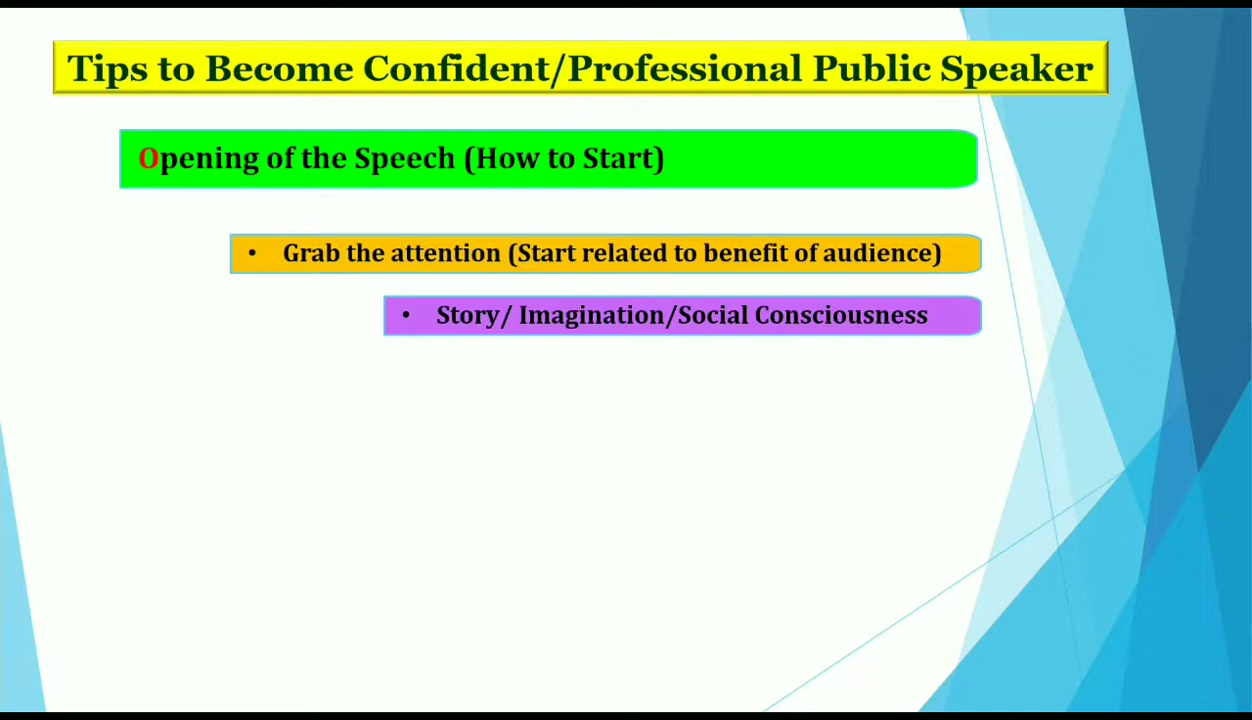 Tips to Become Confident/Professional Public Speaker
Opening of the Speech (How to Start)
• Grab the attention (Start related to benefit of audience)
• Story/ Imagination/Social Consciousness